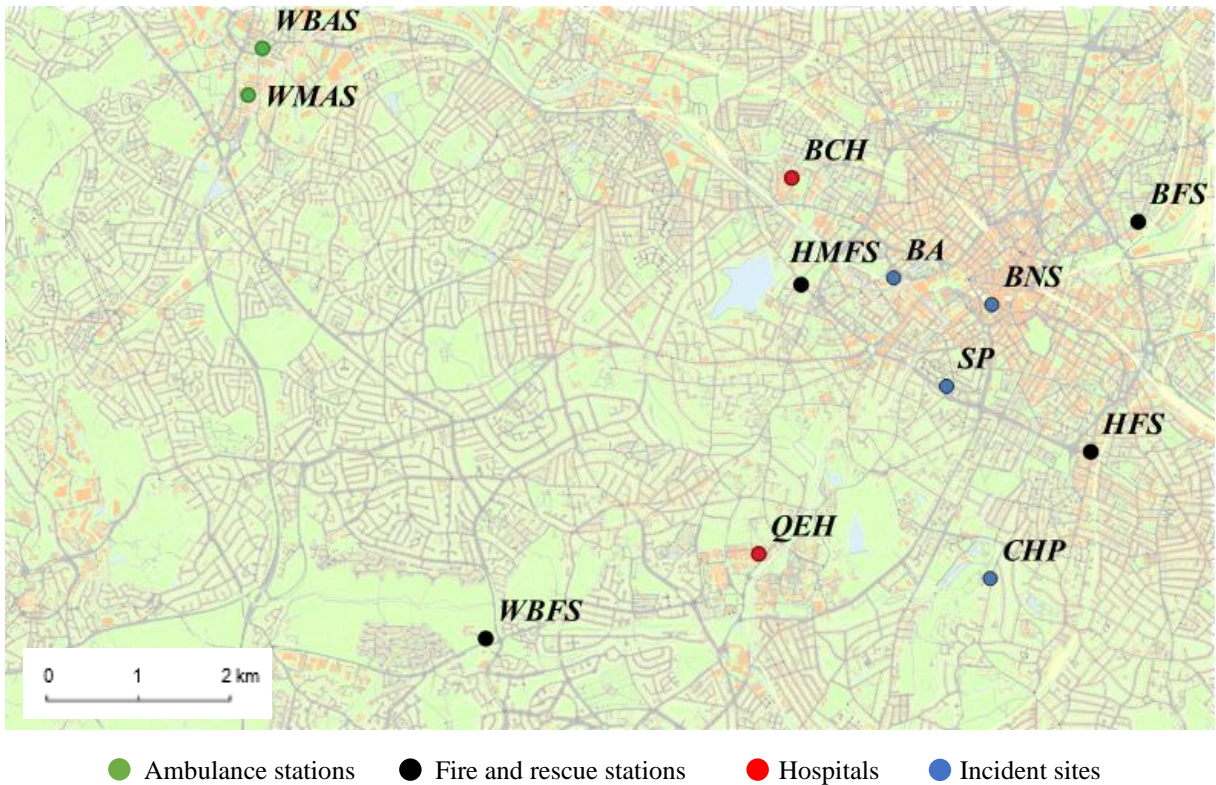 WBAS
WMAS
BCH
BFS
HMFS
BA
BNS
SP
HFS
QEH
CHP
WBFS
0 1 2 km
Ambulance stations Fire and rescue stations Hospitals Incident sites